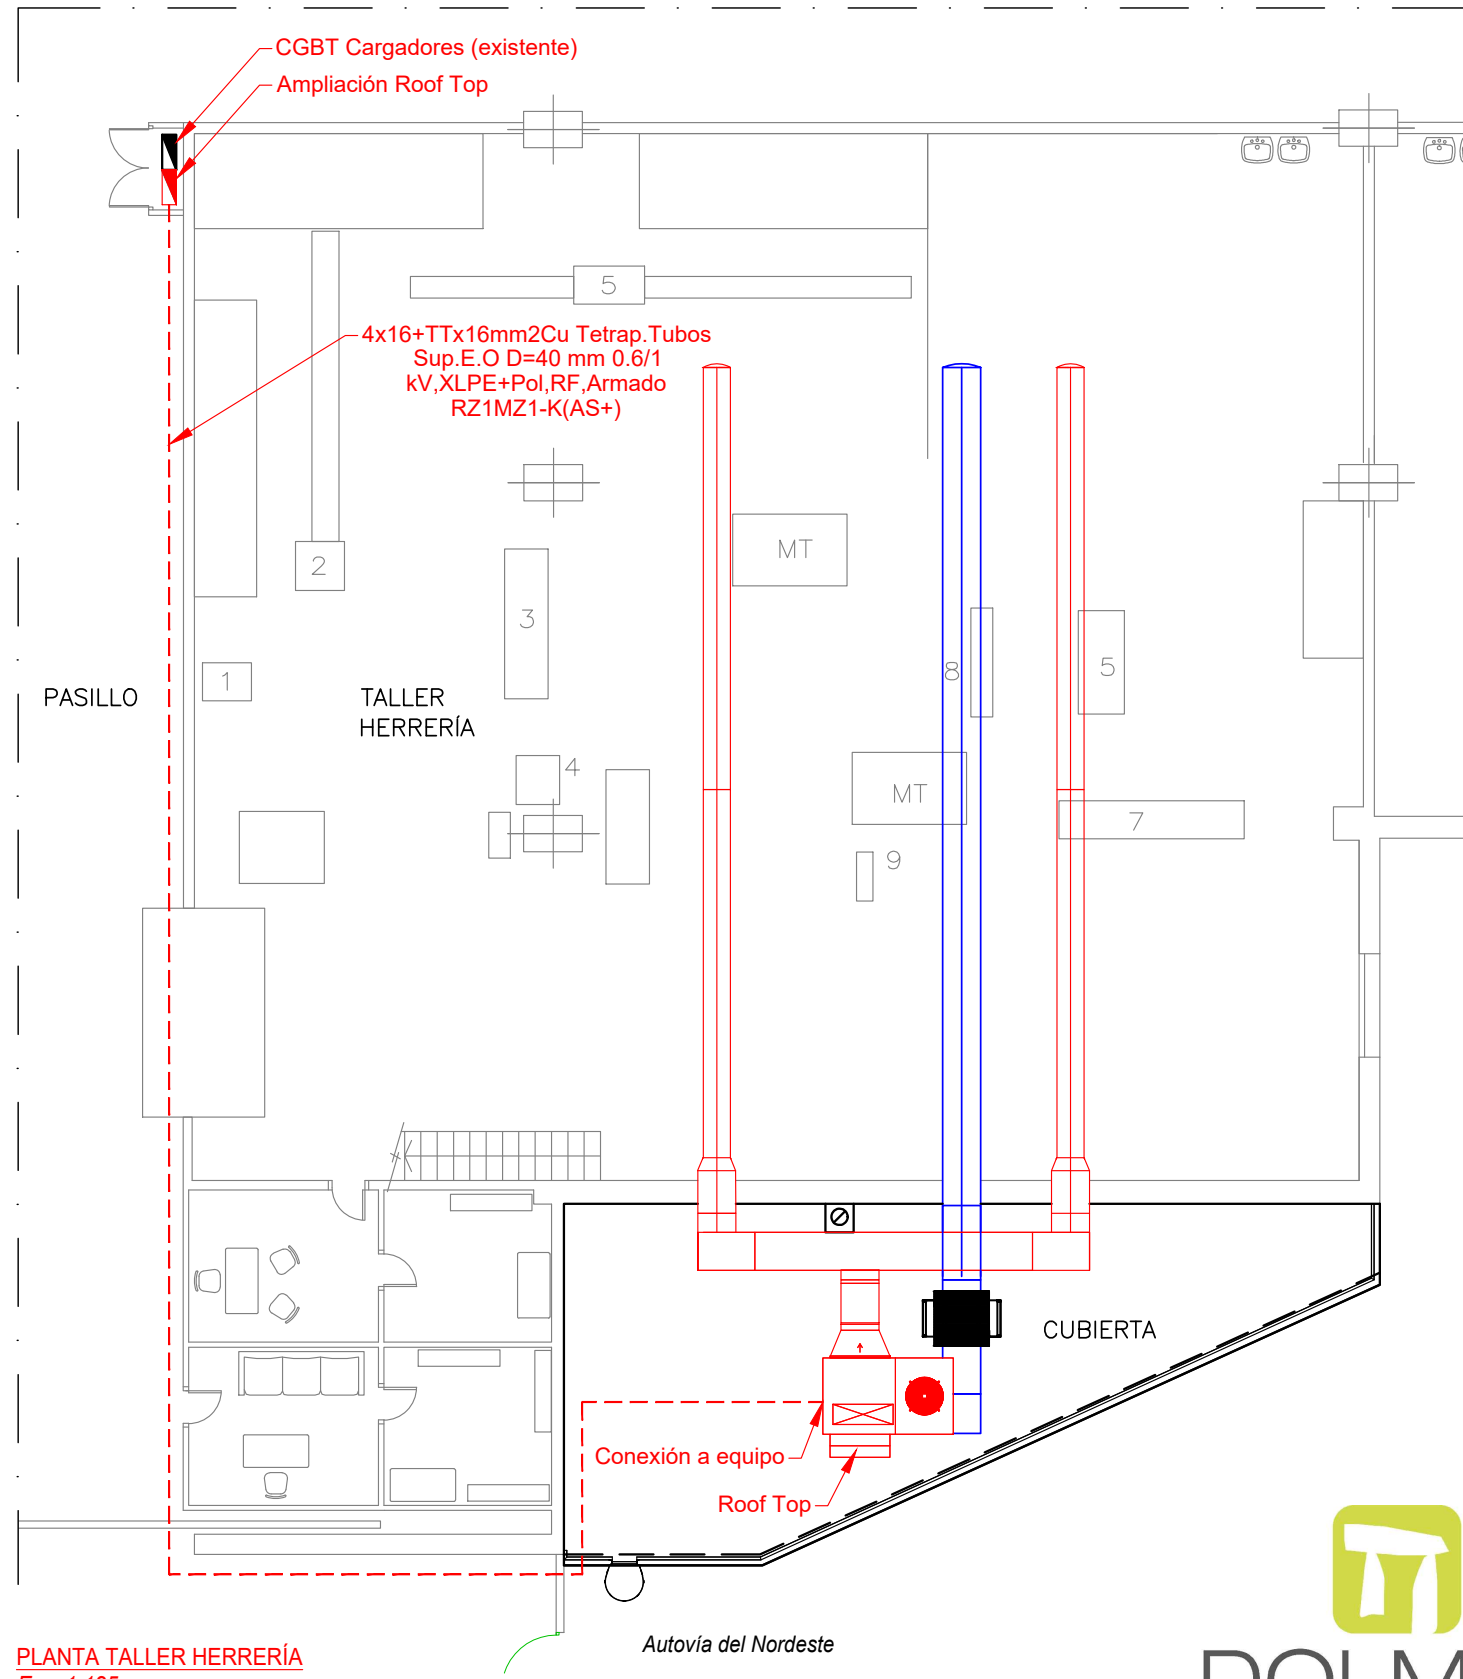 CGBT Cargadores (existente)
Ampliación Roof Top
5
4x16+TTx16mm2Cu Tetrap.Tubos
Sup.E.O D=40 mm 0.6/1
kV,XLPE+Pol,RF,Armado
RZ1MZ1-K(AS+)
MT
2
3
8
5
1
PASILLO
TALLER
HERRERÍA
4
MT
7
9
CUBIERTA
Conexión a equipo
Roof Top
Autovía del Nordeste
PLANTA TALLER HERRERÍA